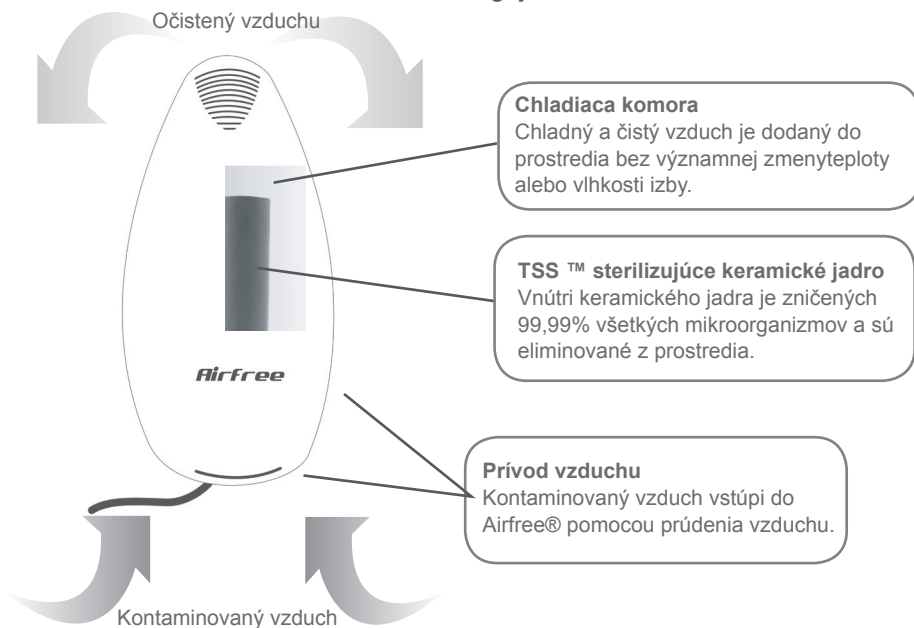 Očistený vzduchu
Chladiaca komora
Chladný a čistý vzduch je dodaný do
prostredia bez významnej zmenyteploty
alebo vlhkosti izby.
TSS ™ sterilizujúce keramické jadro
Vnútri keramického jadra je zničených
99,99% všetkých mikroorganizmov a sú
eliminované z prostredia.
Airfree
Prívod vzduchu
Kontaminovaný vzduch vstúpi do
Airfree® pomocou prúdenia vzduchu.
Kontaminovaný vzduch